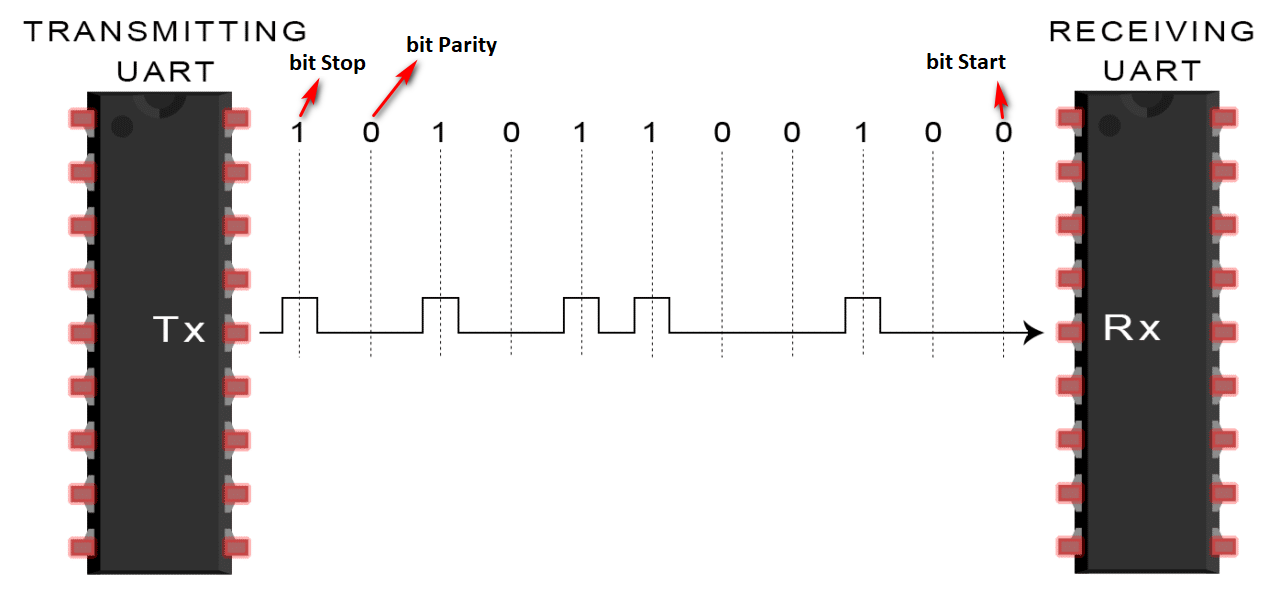 TRANSMITTING
UART
bit Stop
bit Parity
bit Start
RECEIVING
UART
1 0 1 0 1 1 0 0 1 0 0
Tx
Rx